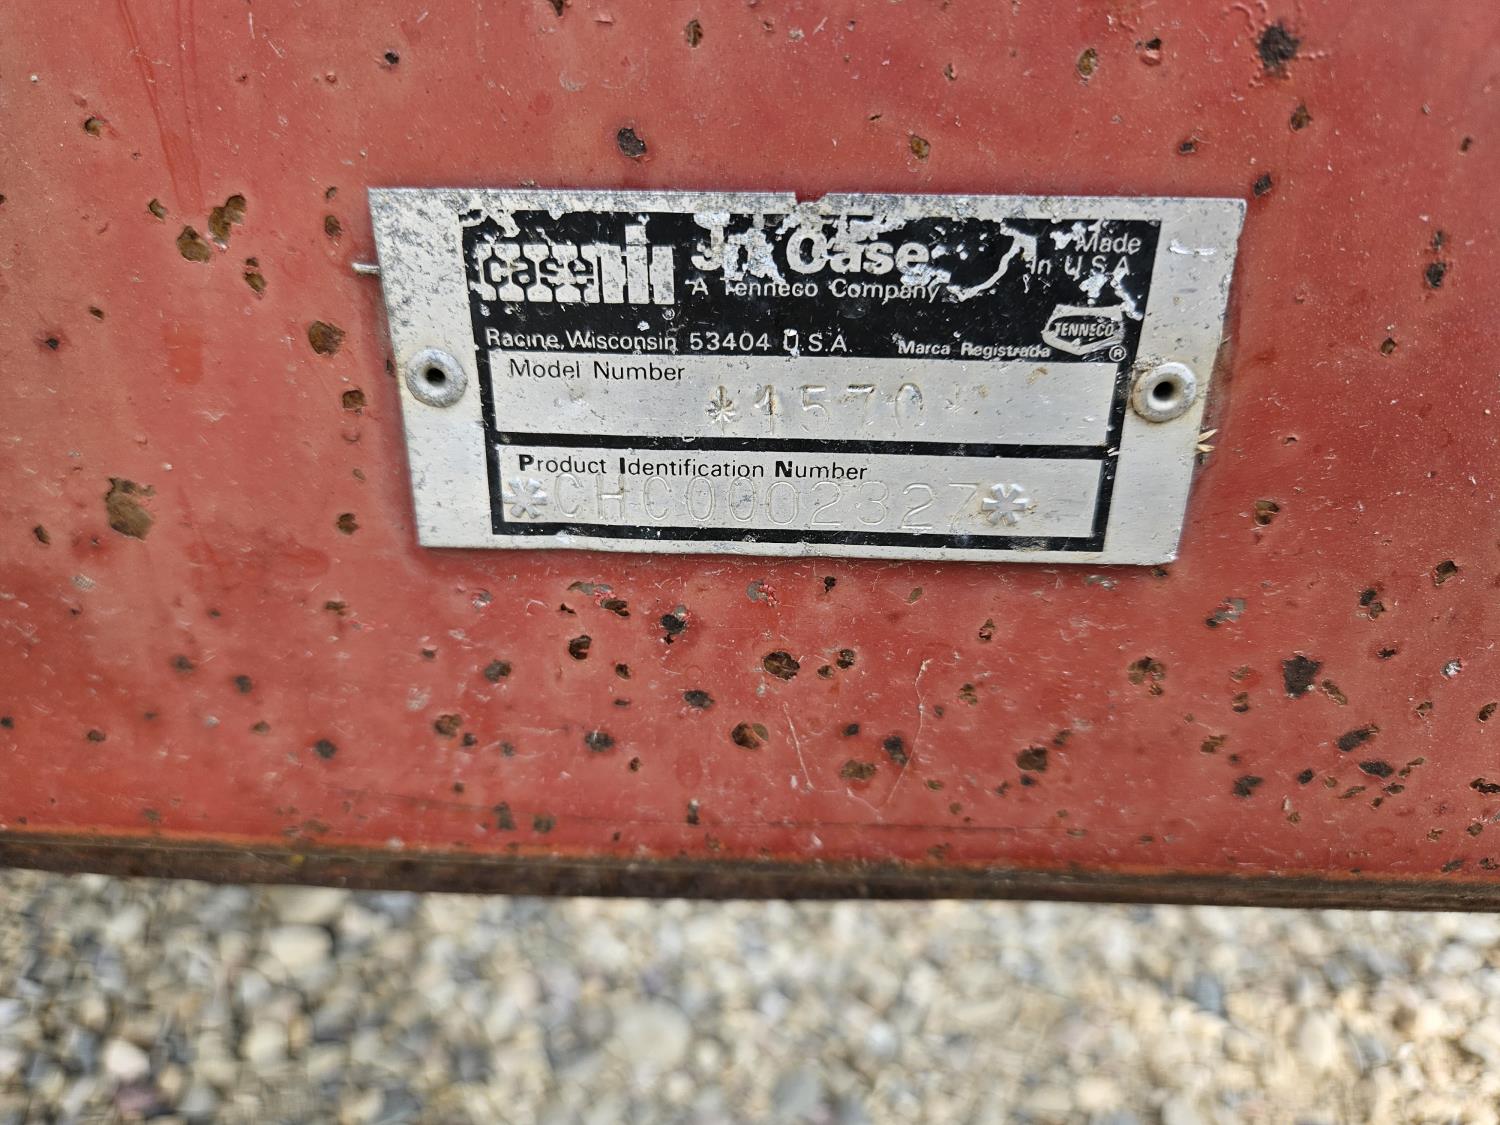 case IH
J I Case
A Tenneco Company
Made
in U.S.A.
TENNECO
®
®
Racine, Wisconsin 53404 U.S.A.
Marca Registrada
Model Number
*1570*
Product Identification Number
*CHC0002327*